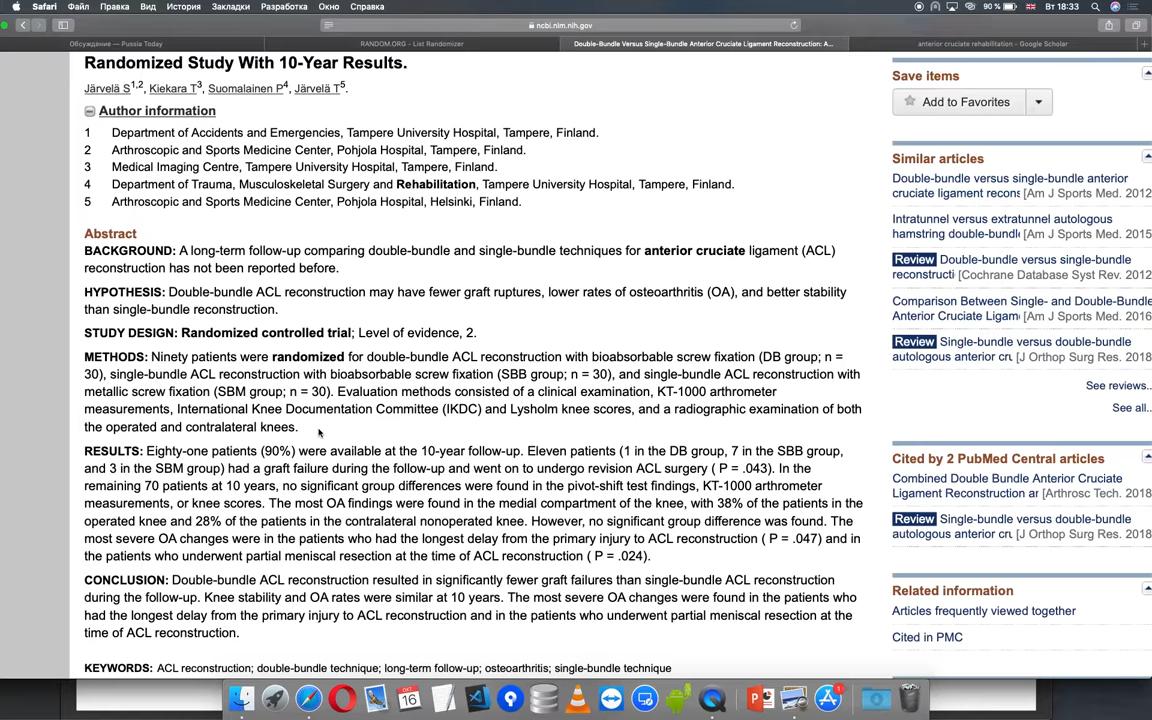 Safari Файл Правка Вид История Закладки Разработка Окно Справка 90 % Вт 18:33
ncbi.nlm.nih.gov
Обсуждение — Pussia Today RANDOM.ORG - List Randomizer Double-Bundle Versus Single-Bundle Anterior Cruciate Ligament Reconstruction: A... anterior cruciate rehabilitation - Google Scholar
Randomized Study With 10-Year Results.
Järvelä S1,2, Kiekara T3, Suomalainen P4, Järvelä T5.
Author information
1 Department of Accidents and Emergencies, Tampere University Hospital, Tampere, Finland.
2 Arthroscopic and Sports Medicine Center, Pohjola Hospital, Tampere, Finland.
3 Medical Imaging Centre, Tampere University Hospital, Tampere, Finland.
4 Department of Trauma, Musculoskeletal Surgery and Rehabilitation, Tampere University Hospital, Tampere, Finland.
5 Arthroscopic and Sports Medicine Center, Pohjola Hospital, Helsinki, Finland.
Abstract
BACKGROUND: A long-term follow-up comparing double-bundle and single-bundle techniques for anterior cruciate ligament (ACL)
reconstruction has not been reported before.
HYPOTHESIS: Double-bundle ACL reconstruction may have fewer graft ruptures, lower rates of osteoarthritis (OA), and better stability
than single-bundle reconstruction.
STUDY DESIGN: Randomized controlled trial; Level of evidence, 2.
METHODS: Ninety patients were randomized for double-bundle ACL reconstruction with bioabsorbable screw fixation (DB group; n =
30), single-bundle ACL reconstruction with bioabsorbable screw fixation (SBB group; n = 30), and single-bundle ACL reconstruction with
metallic screw fixation (SBM group; n = 30). Evaluation methods consisted of a clinical examination, KT-1000 arthrometer
measurements, International Knee Documentation Committee (IKDC) and Lysholm knee scores, and a radiographic examination of both
the operated and contralateral knees.
RESULTS: Eighty-one patients (90%) were available at the 10-year follow-up. Eleven patients (1 in the DB group, 7 in the SBB group,
and 3 in the SBM group) had a graft failure during the follow-up and went on to undergo revision ACL surgery ( P = .043). In the
remaining 70 patients at 10 years, no significant group differences were found in the pivot-shift test findings, KT-1000 arthrometer
measurements, or knee scores. The most OA findings were found in the medial compartment of the knee, with 38% of the patients in the
operated knee and 28% of the patients in the contralateral nonoperated knee. However, no significant group difference was found. The
most severe OA changes were in the patients who had the longest delay from the primary injury to ACL reconstruction ( P = .047) and in
the patients who underwent partial meniscal resection at the time of ACL reconstruction ( P = .024).
CONCLUSION: Double-bundle ACL reconstruction resulted in significantly fewer graft failures than single-bundle ACL reconstruction
during the follow-up. Knee stability and OA rates were similar at 10 years. The most severe OA changes were found in the patients who
had the longest delay from the primary injury to ACL reconstruction and in the patients who underwent partial meniscal resection at the
time of ACL reconstruction.
KEYWORDS: ACL reconstruction; double-bundle technique; long-term follow-up; osteoarthritis; single-bundle technique
Save items
Add to Favorites
Similar articles
Double-bundle versus single-bundle anterior
cruciate ligament recons [Am J Sports Med. 2012
Intratunnel versus extratunnel autologous
hamstring double-bundl [Am J Sports Med. 2015
Review Double-bundle versus single-bundle
reconstructi [Cochrane Database Syst Rev. 2012
Comparison Between Single- and Double-Bundle
Anterior Cruciate Ligam [Am J Sports Med. 2016
Review Single-bundle versus double-bundle
autologous anterior cr [J Orthop Surg Res. 2018
See reviews..
See all..
Cited by 2 PubMed Central articles
Combined Double Bundle Anterior Cruciate
Ligament Reconstruction ar [Arthrosc Tech. 2018
Review Single-bundle versus double-bundle
autologous anterior cr [J Orthop Surg Res. 2018
Related information
Articles frequently viewed together
Cited in PMC
ОКТ
16
1